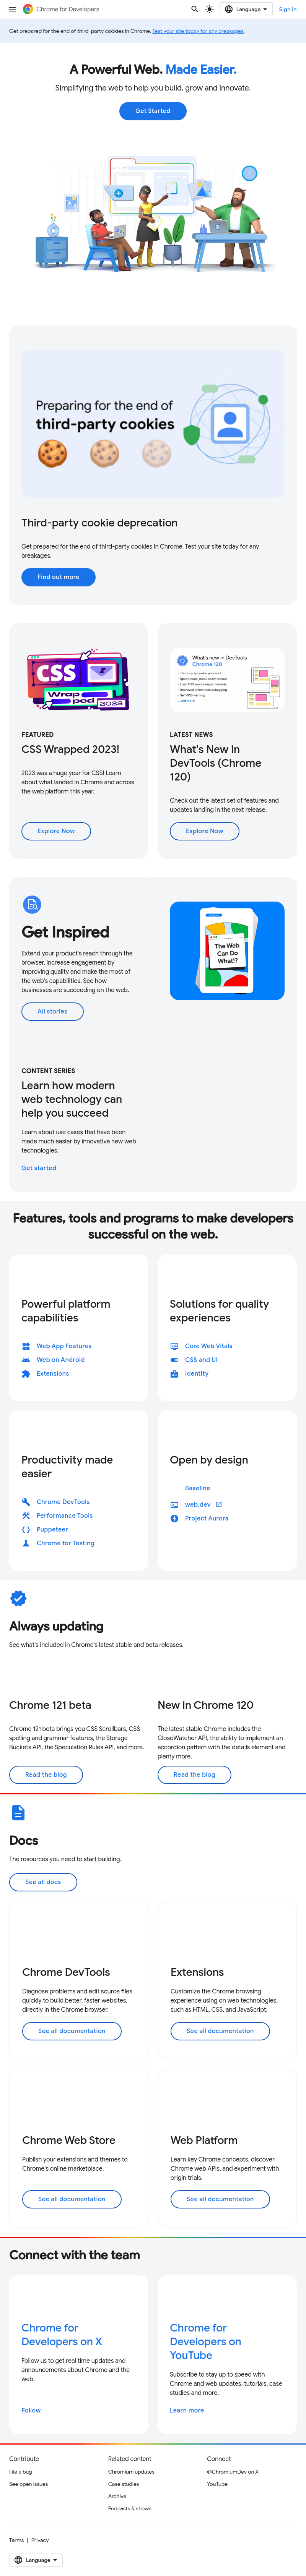 Chrome for Developers
Language
Sign in
Get prepared for the end of third-party cookies in Chrome. Test your site today for any breakages.
A Powerful Web. Made Easier.
Simplifying the web to help you build, grow and innovate.
Get Started
Preparing for the end of
third-party cookies
Third-party cookie deprecation
Get prepared for the end of third-party cookies in Chrome. Test your site today for any
breakages.
Find out more
CSS
WRAPPED
2023!
FEATURED
CSS Wrapped 2023!
2023 was a huge year for CSS! Learn
about what landed in Chrome and across
the web platform this year.
Explore Now
What's new in DevTools
Chrome 120
LATEST NEWS
What's New in
DevTools (Chrome
120)
Check out the latest set of features and
updates landing in the next release.
Explore Now
Get Inspired
Extend your product's reach through the
browser, increase engagement by
improving quality and make the most of
the web's capabilities. See how
businesses are succeeding on the web.
All stories
The Web
Can Do
What!?
CONTENT SERIES
Learn how modern
web technology can
help you succeed
Learn about use cases that have been
made much easier by innovative new web
technologies.
Get started
Features, tools and programs to make developers
successful on the web.
Powerful platform
capabilities
Web App Features
Web on Android
Extensions
Solutions for quality
experiences
Core Web Vitals
CSS and UI
Identity
Productivity made
easier
Chrome DevTools
Performance Tools
Puppeteer
Chrome for Testing
Open by design
Baseline
web.dev
Project Aurora
Always updating
See what's included in Chrome's latest stable and beta releases.
Chrome 121 beta
Chrome 121 beta brings you CSS Scrollbars, CSS
spelling and grammar features, the Storage
Buckets API, the Speculation Rules API, and more.
Read the blog
New in Chrome 120
The latest stable Chrome includes the
CloseWatcher API, the ability to implement an
accordion pattern with the details element and
plenty more.
Read the blog
Docs
The resources you need to start building.
See all docs
Chrome DevTools
Diagnose problems and edit source files
quickly to build better, faster websites,
directly in the Chrome browser.
See all documentation
Extensions
Customize the Chrome browsing
experience using on web technologies,
such as HTML, CSS, and JavaScript.
See all documentation
Chrome Web Store
Publish your extensions and themes to
Chrome's online marketplace.
See all documentation
Web Platform
Learn key Chrome concepts, discover
Chrome APIs, and experiment with
origin trials.
See all documentation
Connect with the team
Chrome for
Developers on X
Follow us to get real time updates and
announcements about Chrome and the
web.
Follow
Chrome for
Developers on
YouTube
Subscribe to stay up to speed with
Chrome and web updates, tutorials, case
studies and more.
Learn more
Contribute
File a bug
See open issues
Related content
Chromium updates
Case studies
Archive
Podcasts & shows
Connect
@ChromiumDev on X
YouTube
Terms | Privacy
Language